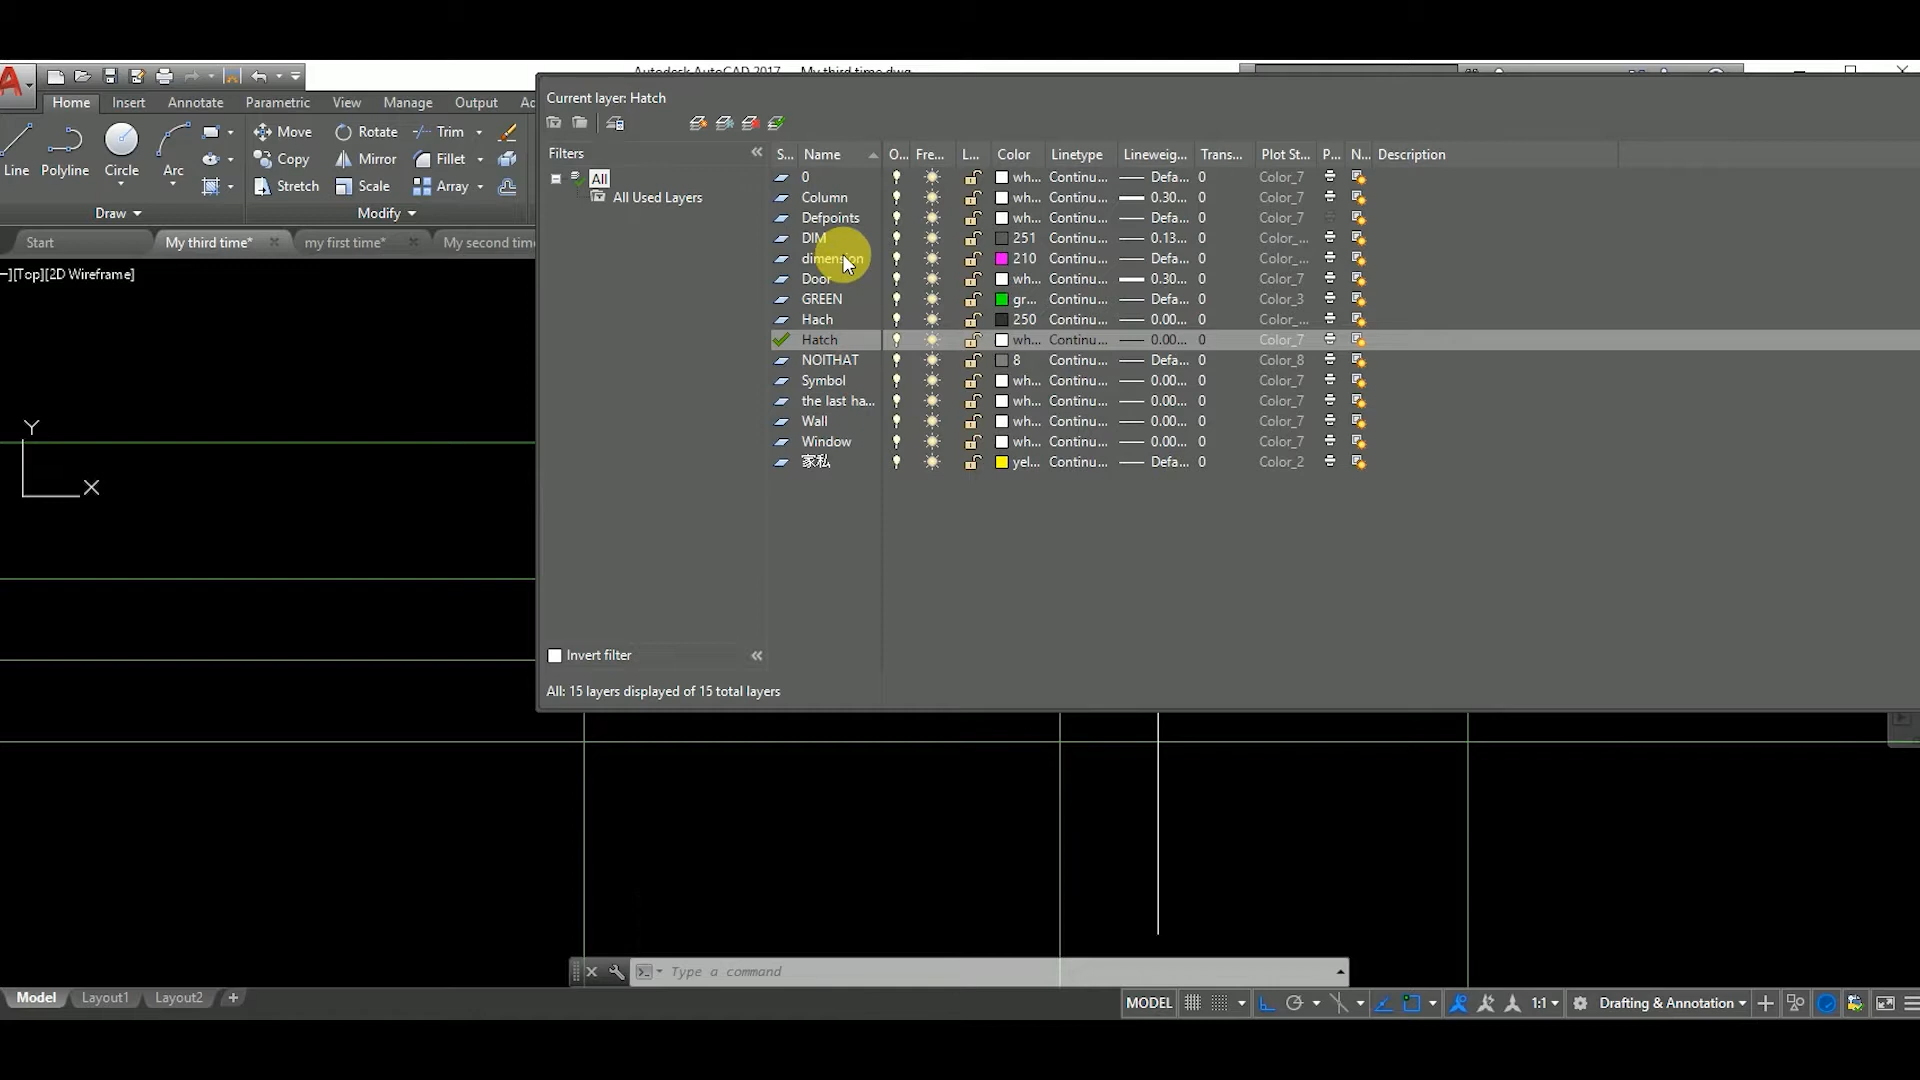 Autodesk AutoCAD 2017 My third time.dwg
Home Insert Parametric Annotate View Manage Output
Line Polyline Circle Arc
Move Rotate Trim
Copy Mirror Fillet
Stretch Scale Array
Draw Modify
Start My third time* my first time* My second time
][Top][2D Wireframe]
Y
X
Current layer: Hatch
Filters
All
All Used Layers
Invert filter
All: 15 layers displayed of 15 total layers
S... Name O... Fre... L... Color Linetype Lineweig... Trans... Plot St... P... N... Description
0 wh... Continu... Defa... 0 Color_7
Column wh... Continu... 0.30... 0 Color_7
Defpoints wh... Continu... Defa... 0 Color_7
DIM 251 Continu... 0.13... 0 Color_...
dimension 210 Continu... Defa... 0 Color_...
Door wh... Continu... 0.30... 0 Color_7
GREEN gr... Continu... Defa... 0 Color_3
Hach 250 Continu... 0.00... 0 Color_...
Hatch wh... Continu... 0.00... 0 Color_7
NOITHAT 8 Continu... Defa... 0 Color_8
Symbol wh... Continu... 0.00... 0 Color_7
the last ha... wh... Continu... 0.00... 0 Color_7
Wall wh... Continu... 0.00... 0 Color_7
Window wh... Continu... 0.00... 0 Color_7
家私 yel... Continu... Defa... 0 Color_2
Type a command
Model Layout1 Layout2 +
MODEL 1:1 Drafting & Annotation